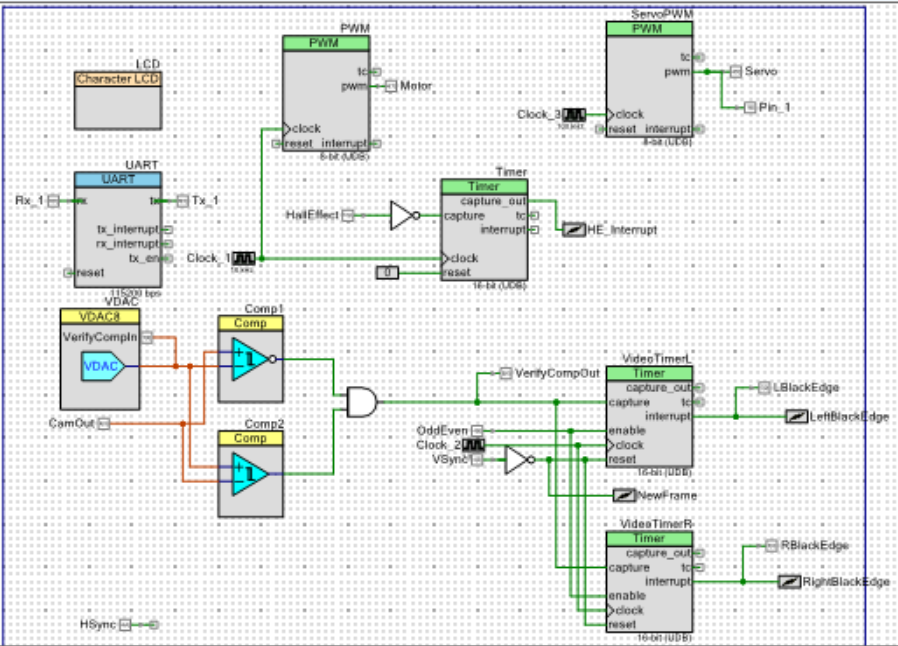 PWM
PWM
tc
pwm
Motor
clock
reset
interrupt
8-bit (UDB)
ServoPWM
PWM
tc
pwm
Servo
Pin_1
Clock_3
clock
reset
interrupt
8-bit (UDB)
LCD
Character LCD
UART
UART
Rx_1
rx
tx
Tx_1
tx_interrupt
rx_interrupt
tx_en
reset
115200 bps
Timer
Timer
capture_out
HallEffect
capture
tc
interrupt
HE_Interrupt
Clock_1
clock
0
reset
16-bit (UDB)
VDAC
VDAC8
VerifyCompIn
VDAC
CamOut
Comp1
Comp
Comp2
Comp
VerifyCompOut
VideoTimerL
Timer
capture_out
capture
tc
interrupt
LBlackEdge
LeftBlackEdge
OddEven
enable
Clock_2
clock
VSync
reset
16-bit (UDB)
NewFrame
VideoTimerR
Timer
capture_out
capture
tc
interrupt
RBlackEdge
RightBlackEdge
enable
clock
reset
16-bit (UDB)
HSync